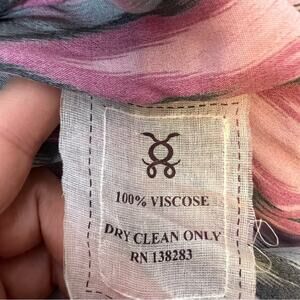 100% VISCOSE
DRY CLEAN ONLY
RN 138283